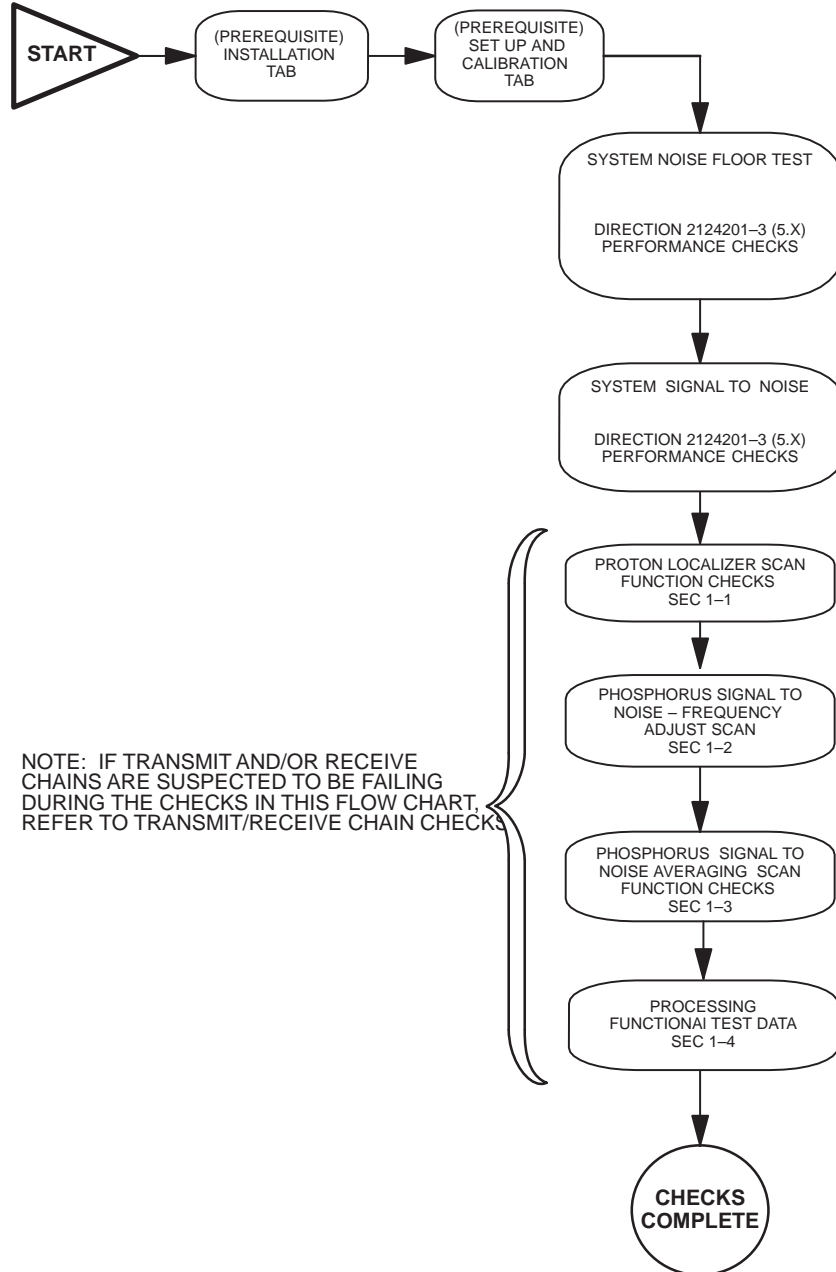 START
(PREREQUISITE)
INSTALLATION
TAB
(PREREQUISITE)
SET UP AND
CALIBRATION
TAB
SYSTEM NOISE FLOOR TEST
DIRECTION 2124201–3 (5.X)
PERFORMANCE CHECKS
SYSTEM SIGNAL TO NOISE
DIRECTION 2124201–3 (5.X)
PERFORMANCE CHECKS
PROTON LOCALIZER SCAN
FUNCTION CHECKS
SEC 1–1
PHOSPHORUS SIGNAL TO
NOISE – FREQUENCY
ADJUST SCAN
SEC 1–2
NOTE: IF TRANSMIT AND/OR RECEIVE
CHAINS ARE SUSPECTED TO BE FAILING
DURING THE CHECKS IN THIS FLOW CHART,
REFER TO TRANSMIT/RECEIVE CHAIN CHECKS
PHOSPHORUS SIGNAL TO
NOISE AVERAGING SCAN
FUNCTION CHECKS
SEC 1–3
PROCESSING
FUNCTIONAl TEST DATA
SEC 1–4
CHECKS
COMPLETE